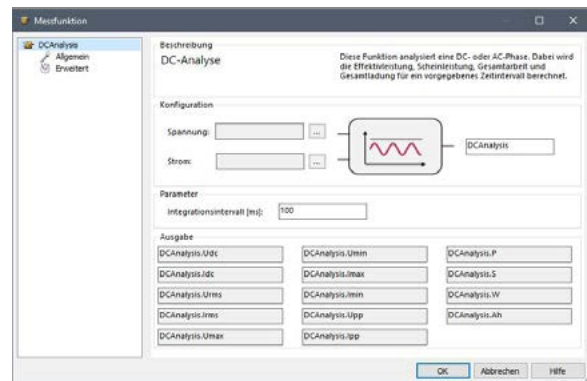 Messfunktion
DCAnalysis
Allgemein
Erweitert
Beschreibung
DC-Analyse
Diese Funktion analysiert eine DC- oder AC-Phase. Dabei wird
die Effektivleistung, Scheinleistung, Gesamtarbeit und
Gesamtladung für ein vorgegebenes Zeitintervall berechnet.
Konfiguration
Spannung:
...
DCAnalysis
Strom:
...
Parameter
Integrationsintervall [ms]:
100
Ausgabe
DCAnalysis.Udc
DCAnalysis.Umin
DCAnalysis.P
DCAnalysis.Idc
DCAnalysis.Imax
DCAnalysis.S
DCAnalysis.Urms
DCAnalysis.Imin
DCAnalysis.W
DCAnalysis.Irms
DCAnalysis.Upp
DCAnalysis.Ah
DCAnalysis.Umax
DCAnalysis.Ipp
OK
Abbrechen
Hilfe